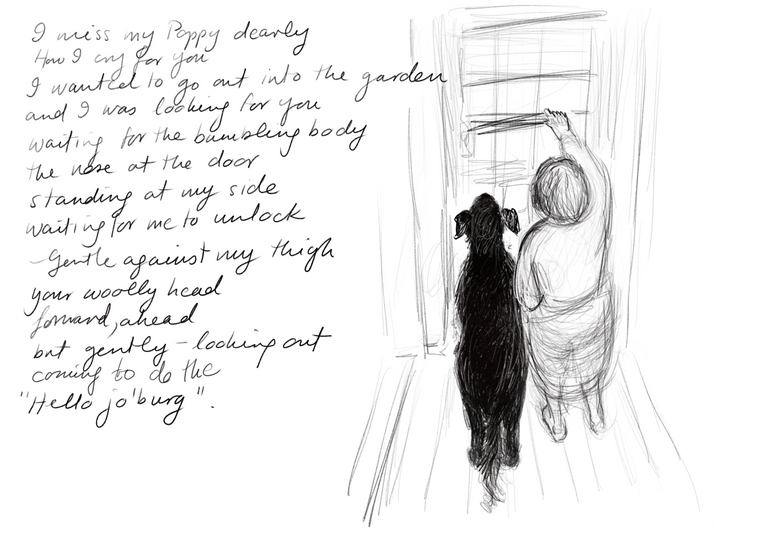 I miss my Poppy dearly
How I cry for you
I wanted to go out into the garden
and I was looking for you
waiting for the bumbling body
the nose at the door
standing at my side
waiting for me to unlock
- Gentle against my thigh
your woolly head
forward, ahead
but gently - looking out
coming to do the
"Hello jo'burg".